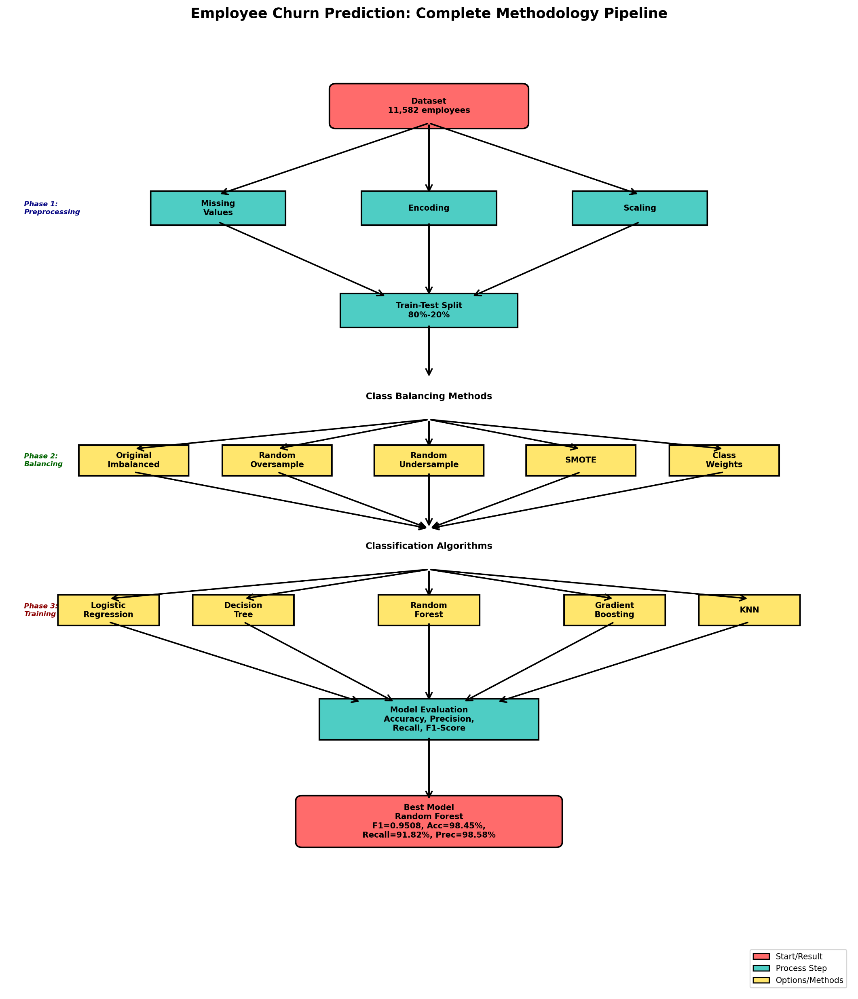 Employee Churn Prediction: Complete Methodology Pipeline
Dataset
11,582 employees
Phase 1:
Preprocessing
Missing
Values
Encoding
Scaling
Train-Test Split
80%-20%
Class Balancing Methods
Phase 2:
Balancing
Original
Imbalanced
Random
Oversample
Random
Undersample
SMOTE
Class
Weights
Classification Algorithms
Phase 3:
Training
Logistic
Regression
Decision
Tree
Random
Forest
Gradient
Boosting
KNN
Model Evaluation
Accuracy, Precision,
Recall, F1-Score
Best Model
Random Forest
F1=0.9508, Acc=98.45%,
Recall=91.82%, Prec=98.58%
Start/Result
Process Step
Options/Methods